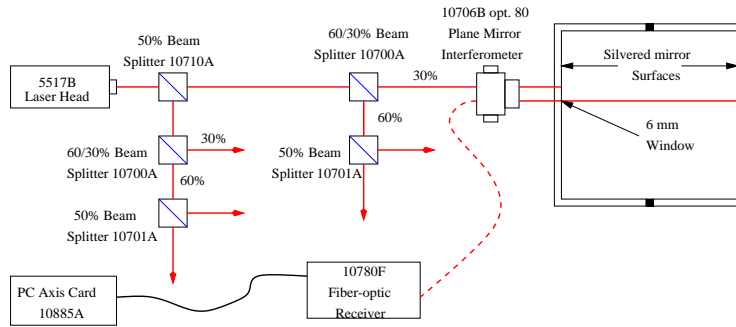 10706B opt. 80
Plane Mirror
Interferometer
60/30% Beam
Splitter 10700A
50% Beam
Splitter 10710A
Silvered mirror
Surfaces
30%
5517B
Laser Head
60%
6 mm
Window
30%
60/30% Beam
Splitter 10700A
50% Beam
Splitter 10701A
60%
50% Beam
Splitter 10701A
10780F
Fiber-optic
Receiver
PC Axis Card
10885A